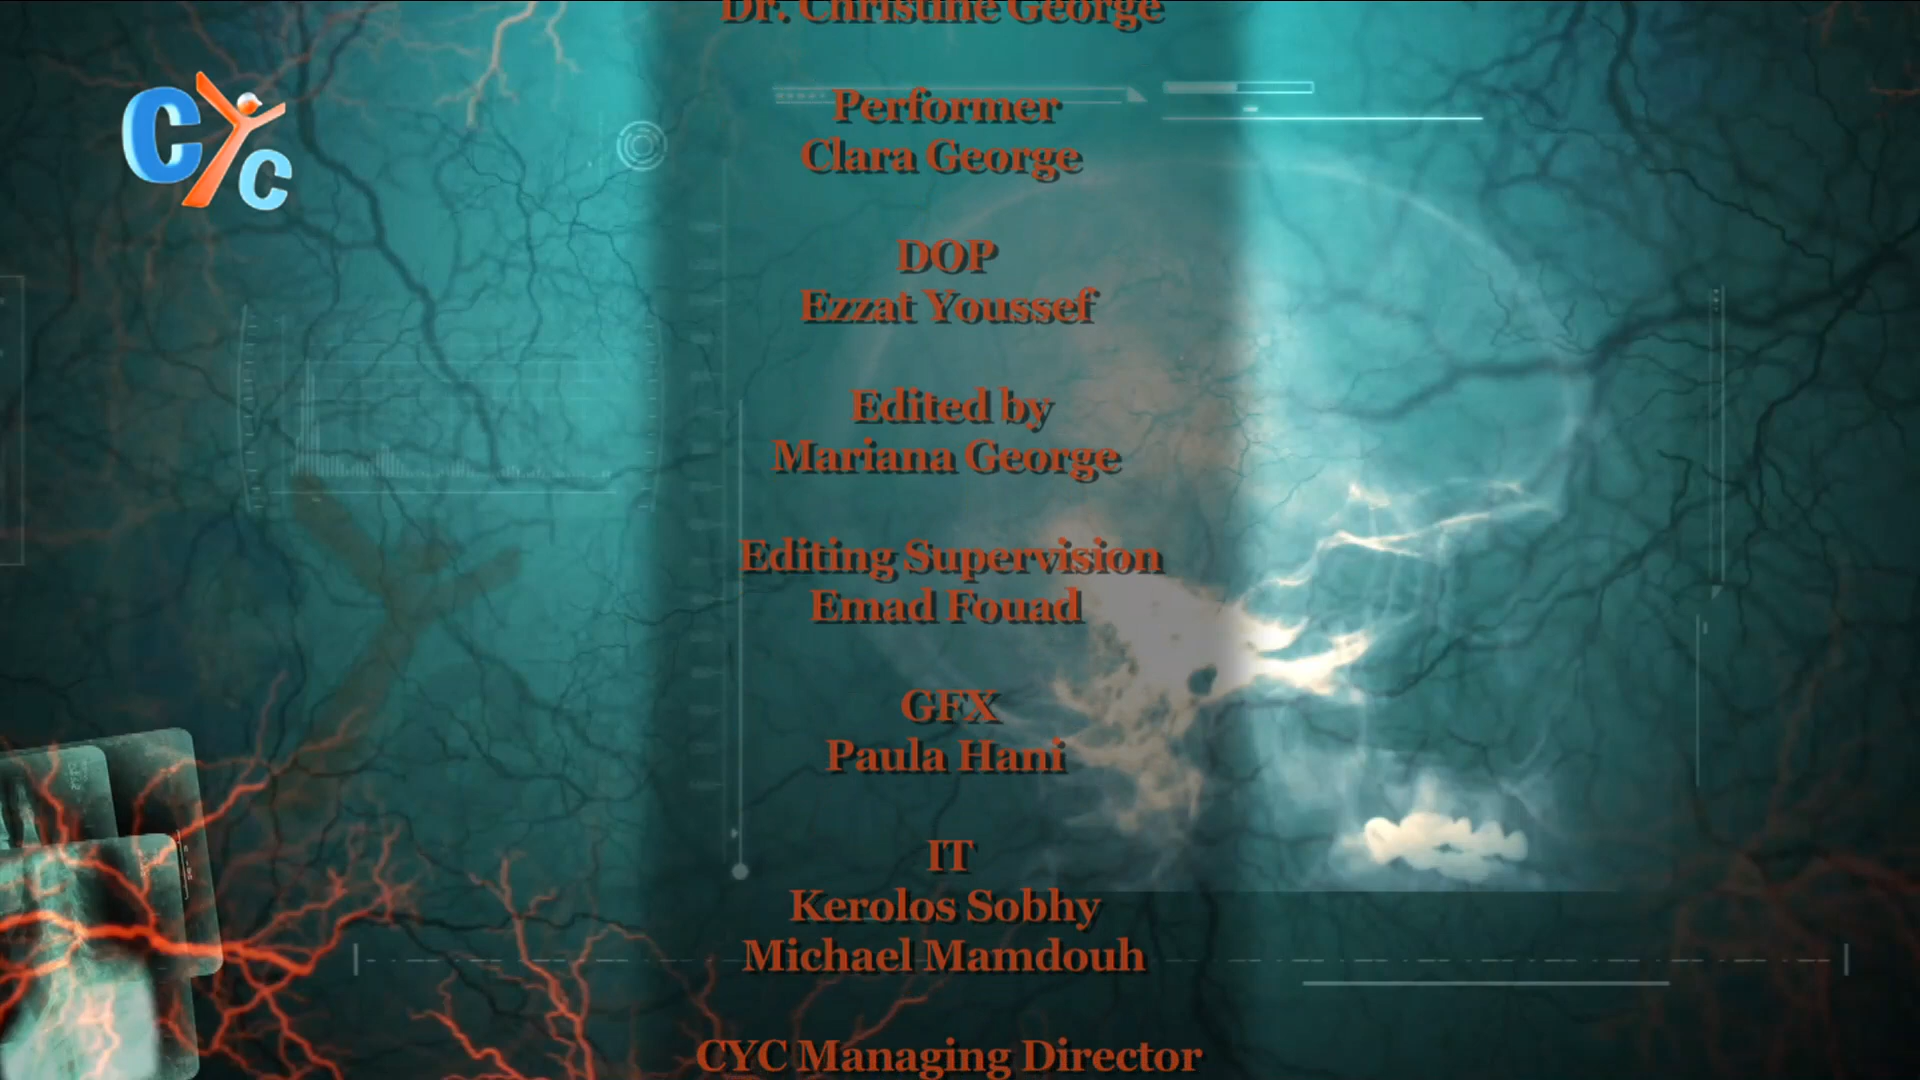 Dr. Christine George
CYC
Performer
Clara George
DOP
Ezzat Youssef
Edited by
Mariana George
Editing Supervision
Emad Fouad
GFX
Paula Hani
IT
Kerolos Sobhy
Michael Mamdouh
CYC Managing Director